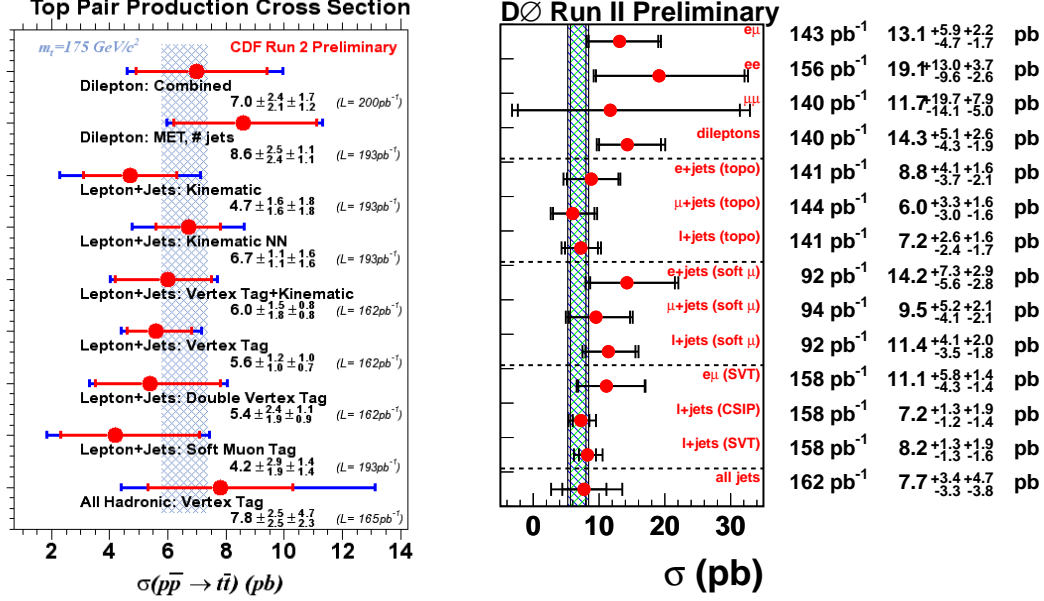 Top Pair Production Cross Section
m_t=175 GeV/c²
CDF Run 2 Preliminary
Dilepton: Combined
7.0 ± 2.4 2.1 ± 1.7 1.2 (L= 200pb⁻¹)
Dilepton: MET, # jets
8.6 ± 2.5 2.4 ± 1.1 1.1 (L= 193pb⁻¹)
Lepton+Jets: Kinematic
4.7 ± 1.6 1.6 ± 1.8 1.8 (L= 193pb⁻¹)
Lepton+Jets: Kinematic NN
6.7 ± 1.1 1.1 ± 1.6 1.6 (L= 193pb⁻¹)
Lepton+Jets: Vertex Tag+Kinematic
6.0 ± 1.5 1.8 ± 0.8 0.8 (L= 162pb⁻¹)
Lepton+Jets: Vertex Tag
5.6 ± 1.2 1.0 ± 1.0 0.7 (L= 162pb⁻¹)
Lepton+Jets: Double Vertex Tag
5.4 ± 2.4 1.9 ± 1.1 0.9 (L= 162pb⁻¹)
Lepton+Jets: Soft Muon Tag
4.2 ± 2.9 1.9 ± 1.4 1.4 (L= 193pb⁻¹)
All Hadronic: Vertex Tag
7.8 ± 2.5 2.5 ± 4.7 2.3 (L= 165pb⁻¹)
2 4 6 8 10 12 14
σ(pp̄ → tt̄) (pb)
DØ Run II Preliminary
eμ 143 pb⁻¹ 13.1 +5.9 -4.7 +2.2 -1.7 pb
ee 156 pb⁻¹ 19.1 +13.0 -9.6 +3.7 -2.6 pb
μμ 140 pb⁻¹ 11.7 +19.7 -14.1 +7.9 -5.0 pb
dileptons 140 pb⁻¹ 14.3 +5.1 -4.3 +2.6 -1.9 pb
e+jets (topo) 141 pb⁻¹ 8.8 +4.1 -3.7 +1.6 -2.1 pb
μ+jets (topo) 144 pb⁻¹ 6.0 +3.3 -3.0 +1.6 -1.6 pb
l+jets (topo) 141 pb⁻¹ 7.2 +2.6 -2.4 +1.6 -1.7 pb
e+jets (soft μ) 92 pb⁻¹ 14.2 +7.3 -5.6 +2.9 -2.8 pb
μ+jets (soft μ) 94 pb⁻¹ 9.5 +5.2 -4.1 +2.1 -2.1 pb
l+jets (soft μ) 92 pb⁻¹ 11.4 +4.1 -3.5 +2.0 -1.8 pb
eμ (SVT) 158 pb⁻¹ 11.1 +5.8 -4.3 +1.4 -1.4 pb
l+jets (CSIP) 158 pb⁻¹ 7.2 +1.3 -1.2 +1.9 -1.4 pb
l+jets (SVT) 158 pb⁻¹ 8.2 +1.3 -1.3 +1.9 -1.6 pb
all jets 162 pb⁻¹ 7.7 +3.4 -3.3 +4.7 -3.8 pb
0 10 20 30
σ (pb)